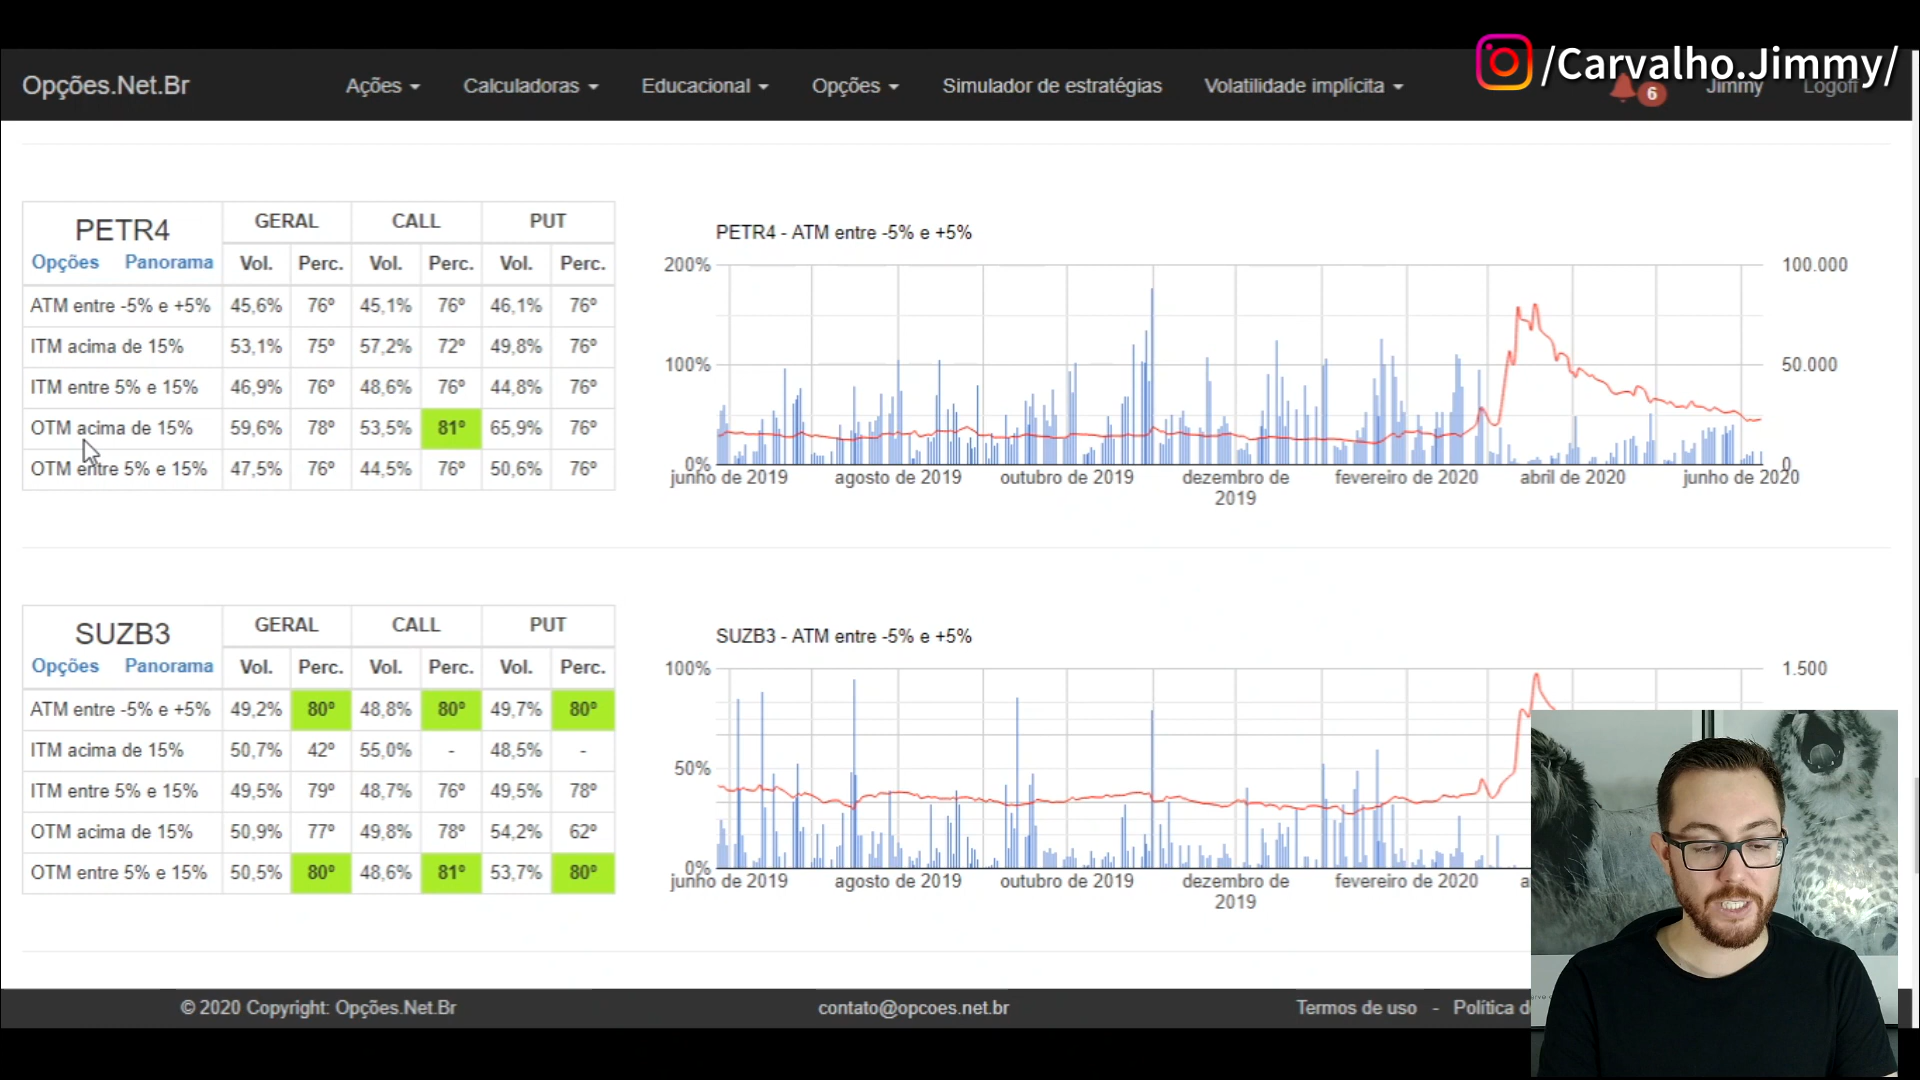 /Carvalho.Jimmy/
Opções.Net.Br Ações Calculadoras Educacional Opções Simulador de estratégias Volatilidade implícita 6 Jimmy Logoff
PETR4 GERAL CALL PUT
Opções Panorama Vol. Perc. Vol. Perc. Vol. Perc.
ATM entre -5% e +5% 45,6% 76º 45,1% 76º 46,1% 76º
ITM acima de 15% 53,1% 75º 57,2% 72º 49,8% 76º
ITM entre 5% e 15% 46,9% 76º 48,6% 76º 44,8% 76º
OTM acima de 15% 59,6% 78º 53,5% 81º 65,9% 76º
OTM entre 5% e 15% 47,5% 76º 44,5% 76º 50,6% 76º
PETR4 - ATM entre -5% e +5%
200% 100.000
100% 50.000
0% 0
junho de 2019 agosto de 2019 outubro de 2019 dezembro de 2019 fevereiro de 2020 abril de 2020 junho de 2020
SUZB3 GERAL CALL PUT
Opções Panorama Vol. Perc. Vol. Perc. Vol. Perc.
ATM entre -5% e +5% 49,2% 80º 48,8% 80º 49,7% 80º
ITM acima de 15% 50,7% 42º 55,0% - 48,5% -
ITM entre 5% e 15% 49,5% 79º 48,7% 76º 49,5% 78º
OTM acima de 15% 50,9% 77º 49,8% 78º 54,2% 62º
OTM entre 5% e 15% 50,5% 80º 48,6% 81º 53,7% 80º
SUZB3 - ATM entre -5% e +5%
100% 1.500
50%
0%
junho de 2019 agosto de 2019 outubro de 2019 dezembro de 2019 fevereiro de 2020 a
© 2020 Copyright: Opções.Net.Br contato@opcoes.net.br Termos de uso - Política d